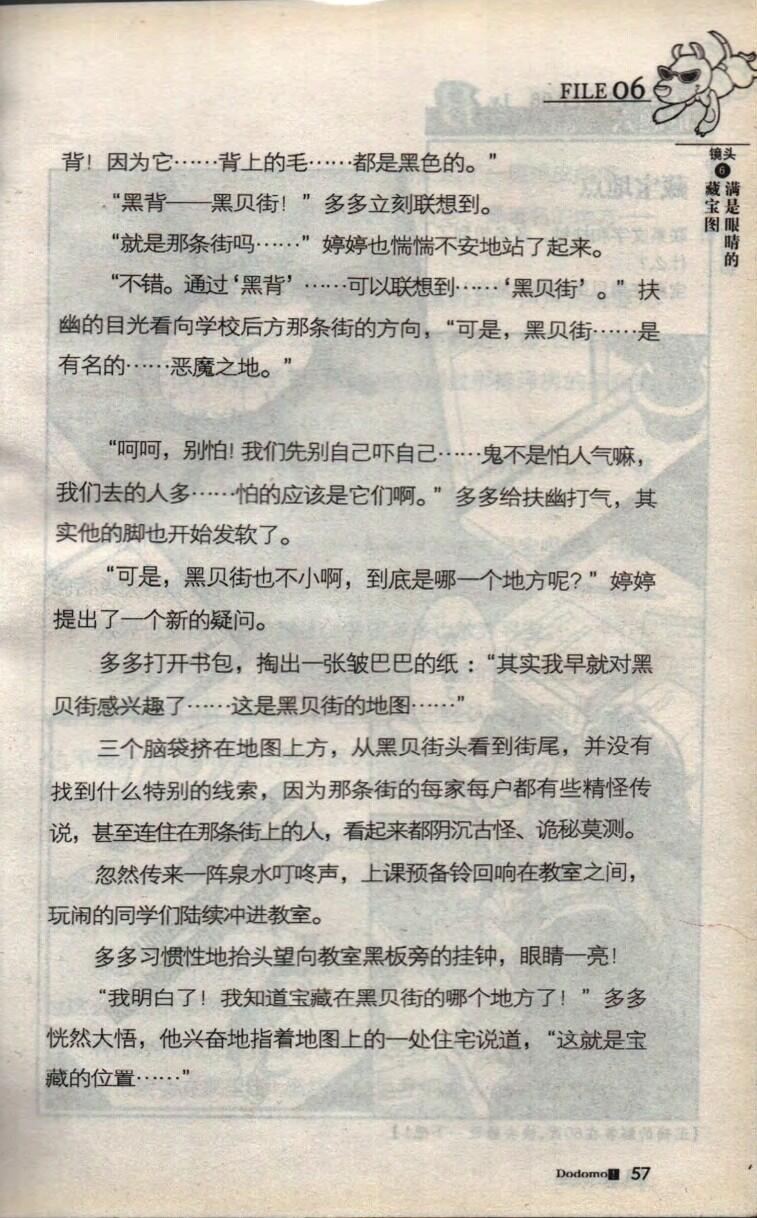 FILE 06
镜头
❻
满是眼睛的
藏宝图
背！因为它……背上的毛……都是黑色的。”
“黑背——黑贝街！”多多立刻联想到。
“就是那条街吗……”婷婷也惴惴不安地站了起来。
“不错。通过‘黑背’……可以联想到……‘黑贝街’。”扶
幽的目光看向学校后方那条街的方向，“可是，黑贝街……是
有名的……恶魔之地。”
“呵呵，别怕！我们先别自己吓自己……鬼不是怕人气嘛，
我们去的人多……怕的应该是它们啊。”多多给扶幽打气，其
实他的脚也开始发软了。
“可是，黑贝街也不小啊，到底是哪一个地方呢？”婷婷
提出了一个新的疑问。
多多打开书包，掏出一张皱巴巴的纸：“其实我早就对黑
贝街感兴趣了……这是黑贝街的地图……”
三个脑袋挤在地图上方，从黑贝街头看到街尾，并没有
找到什么特别的线索，因为那条街的每家每户都有些精怪传
说，甚至连住在那条街上的人，看起来都阴沉古怪、诡秘莫测。
忽然传来一阵泉水叮咚声，上课预备铃回响在教室之间，
玩闹的同学们陆续冲进教室。
多多习惯性地抬头望向教室黑板旁的挂钟，眼睛一亮！
“我明白了！我知道宝藏在黑贝街的哪个地方了！”多多
恍然大悟，他兴奋地指着地图上的一处住宅说道，“这就是宝
藏的位置……”
Dodomo! 57